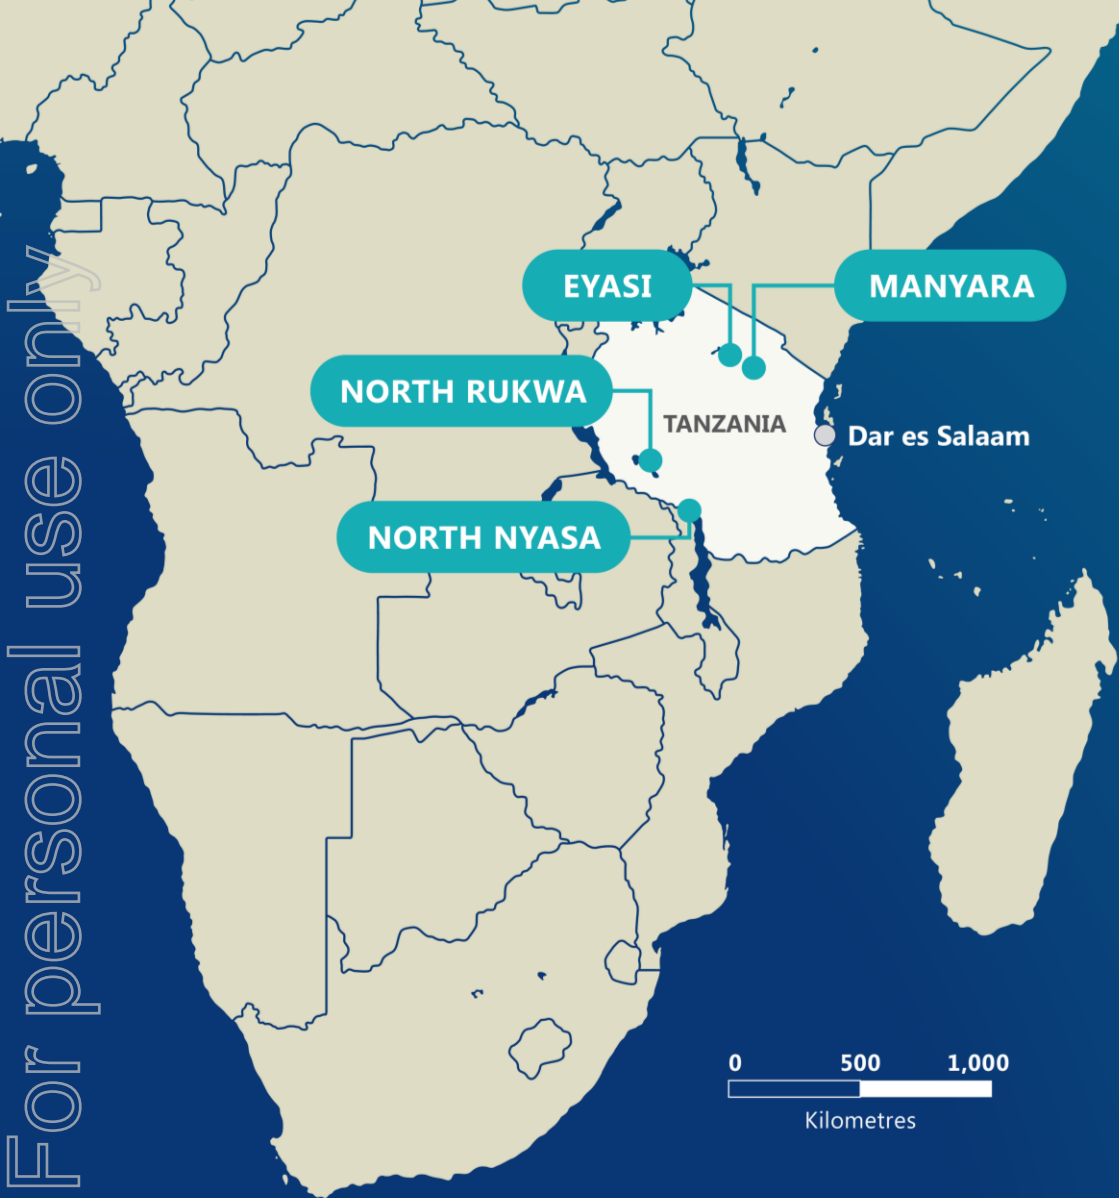 EYASI
MANYARA
NORTH RUKWA
TANZANIA
Dar es Salaam
NORTH NYASA
0 500 1,000
Kilometres
For personal use only